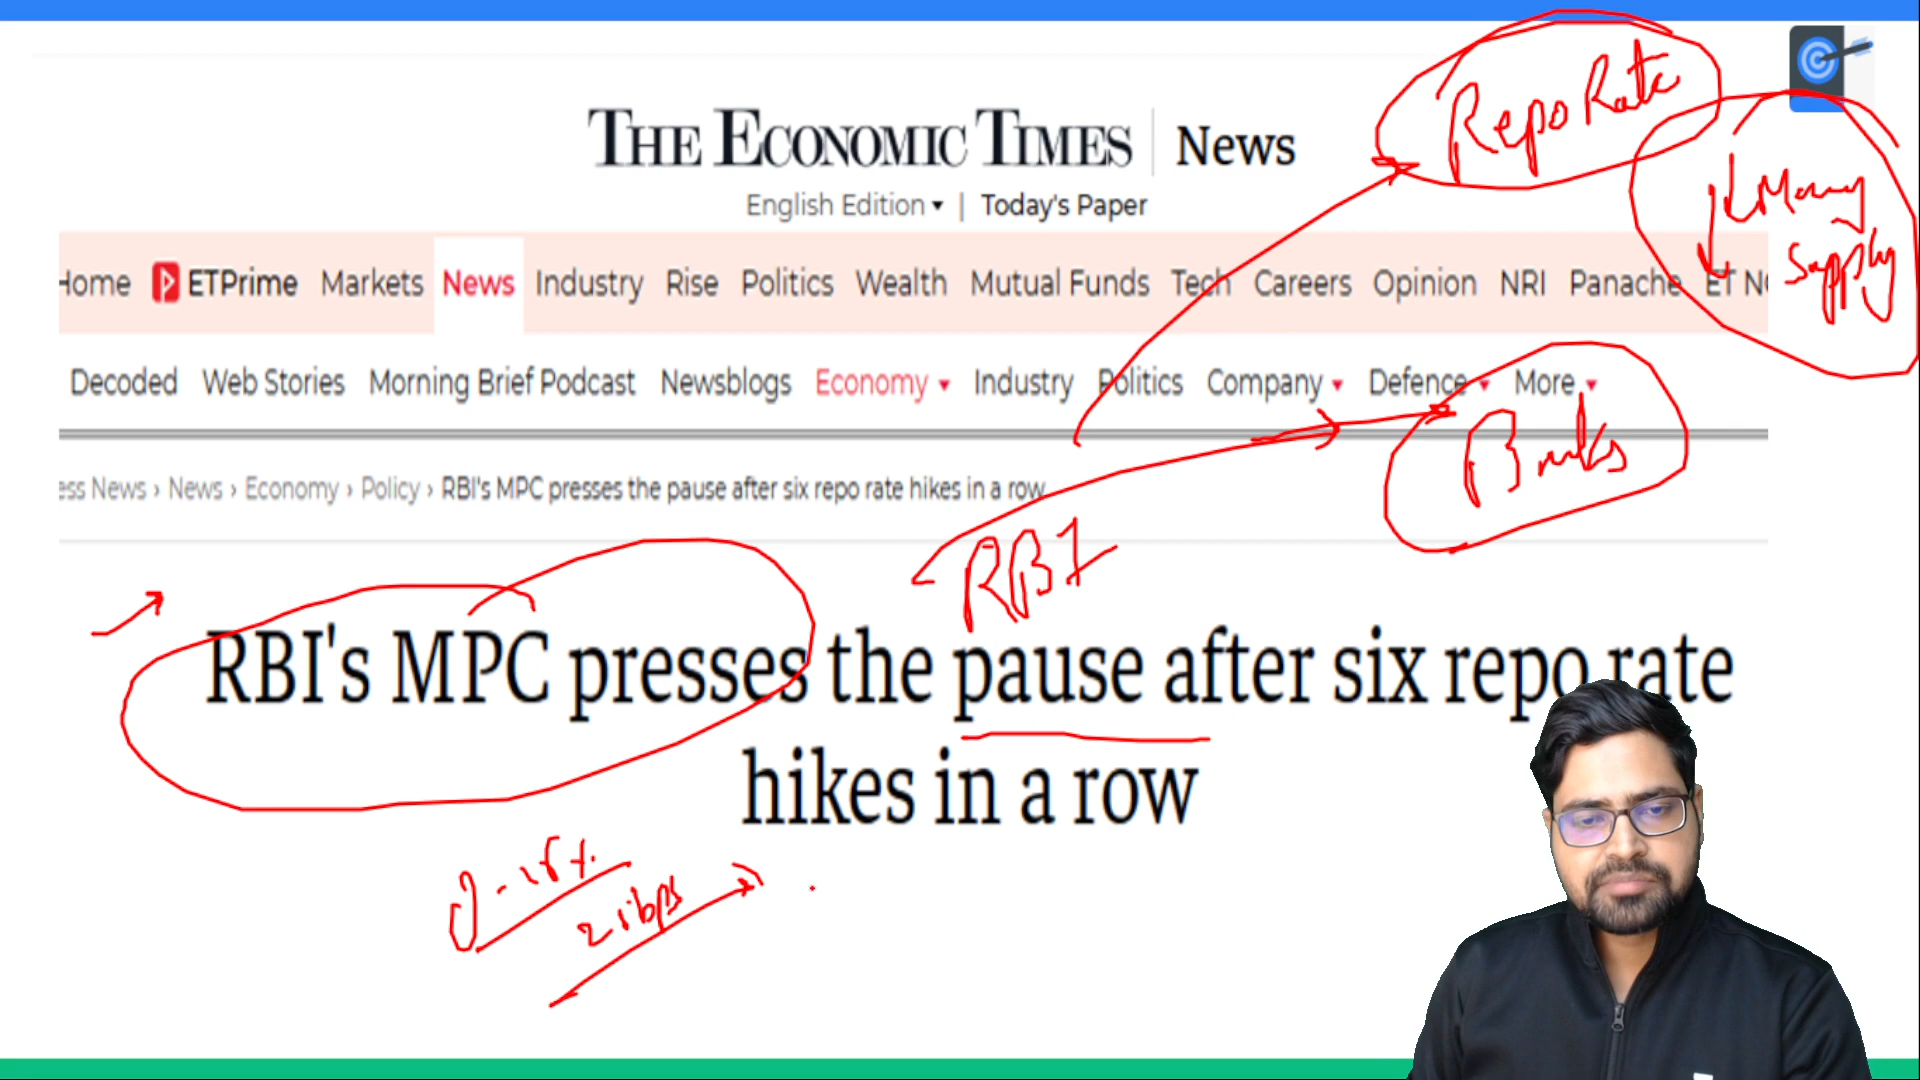 Repo Rate
THE ECONOMIC TIMES News
English Edition | Today's Paper
↓ Money
Supply
Home ETPrime Markets News Industry Rise Politics Wealth Mutual Funds Tech Careers Opinion NRI Panache ET
Decoded Web Stories Morning Brief Podcast Newsblogs Economy Industry Politics Company Defence More
Banks
ess News › News › Economy › Policy › RBI's MPC presses the pause after six repo rate hikes in a row
RBI
RBI's MPC presses the pause after six repo rate
hikes in a row
25bps